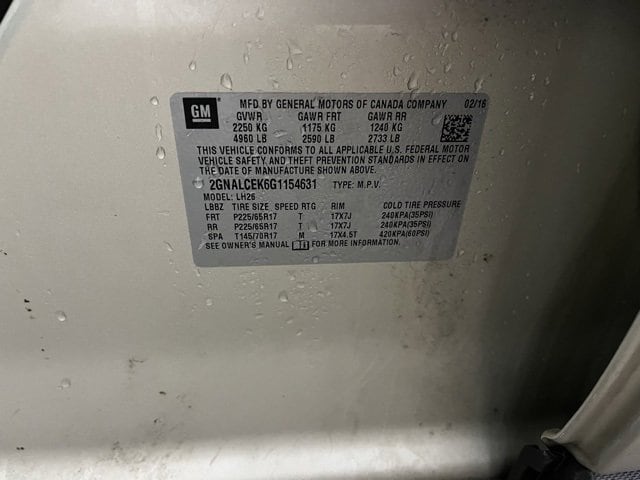 GM
MFD BY GENERAL MOTORS OF CANADA COMPANY 02/16
GVWR GAWR FRT GAWR RR
2250 KG 1175 KG 1240 KG
4960 LB 2590 LB 2733 LB
THIS VEHICLE CONFORMS TO ALL APPLICABLE U.S. FEDERAL MOTOR
VEHICLE SAFETY, AND THEFT PREVENTION STANDARDS IN EFFECT ON
THE DATE OF MANUFACTURE SHOWN ABOVE.
2GNALCEK6G1154631 TYPE: M.P.V.
MODEL: LH26
LBBZ TIRE SIZE SPEED RTG RIM COLD TIRE PRESSURE
FRT P225/65R17 T 17X7J 240KPA(35PSI)
RR P225/65R17 T 17X7J 240KPA(35PSI)
SPA T145/70R17 M 17X4.5T 420KPA(60PSI)
SEE OWNER'S MANUAL FOR MORE INFORMATION.